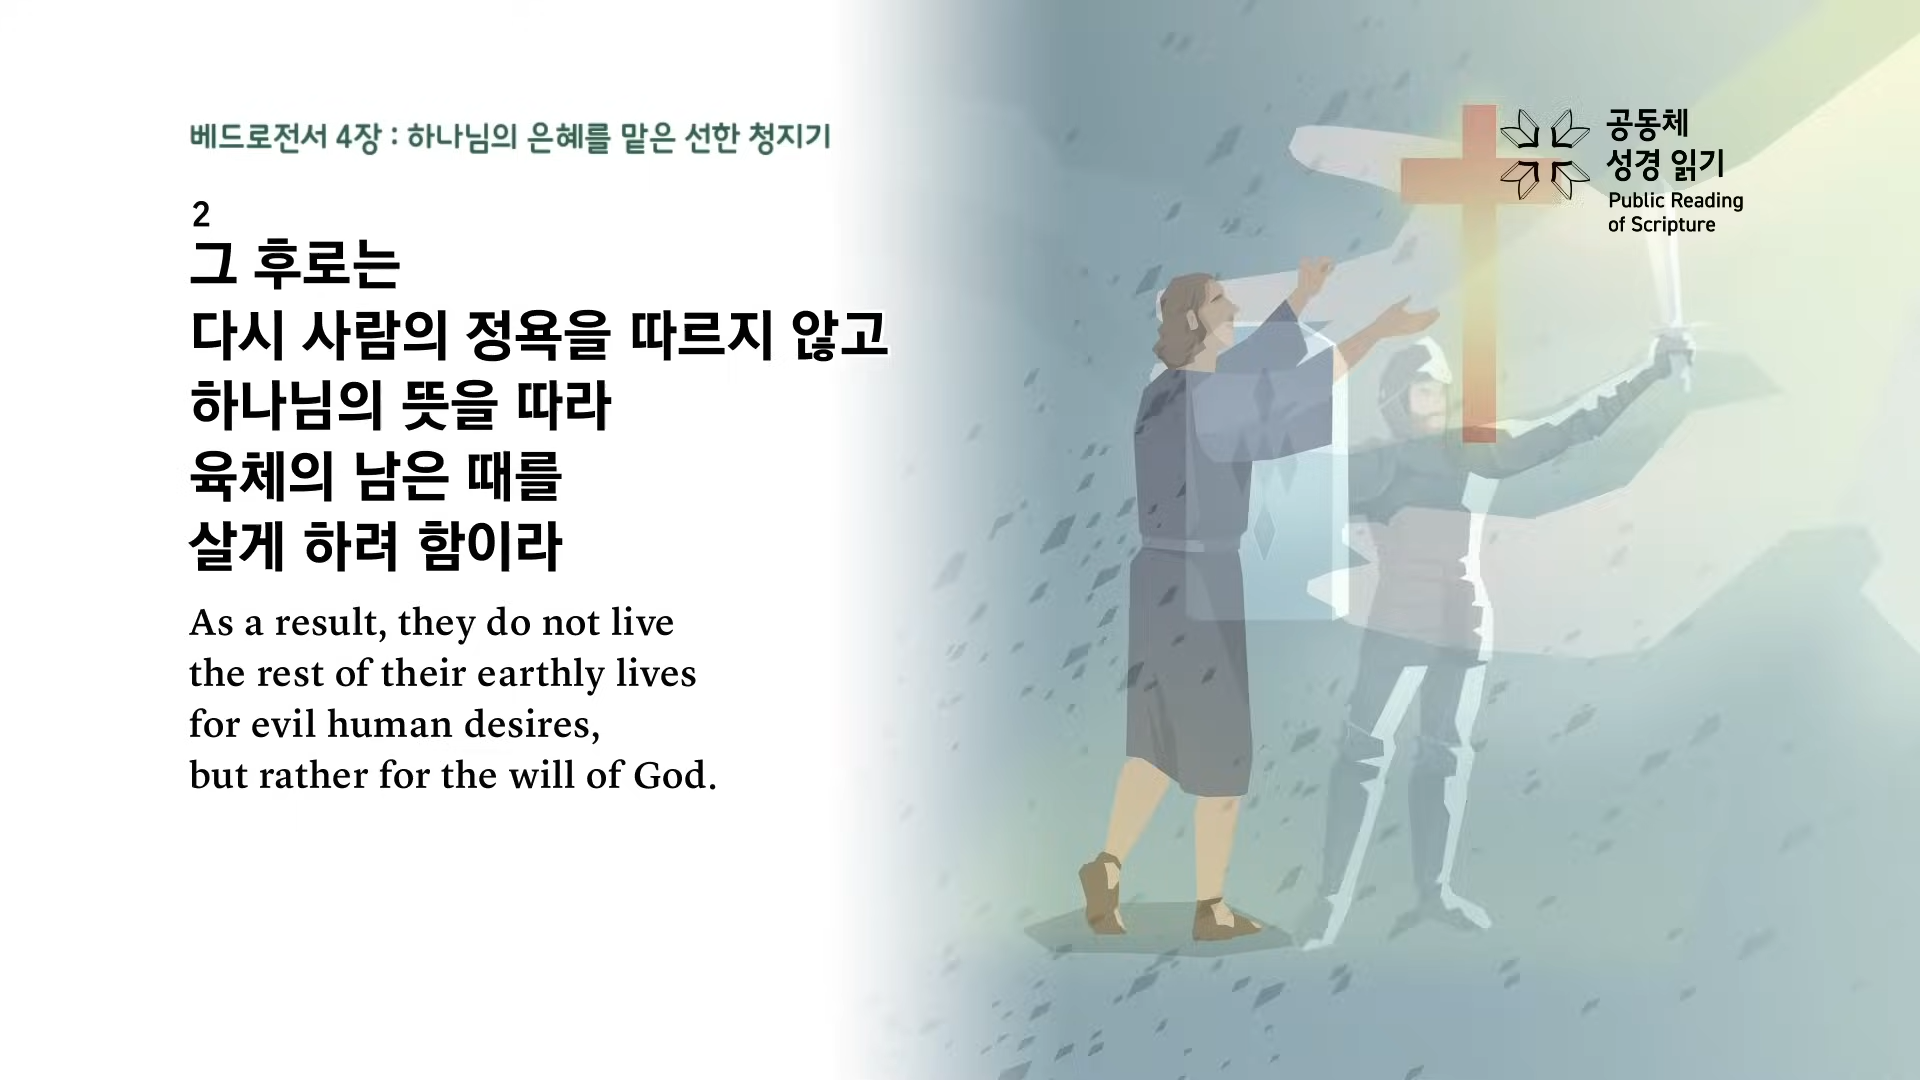 베드로전서 4장 : 하나님의 은혜를 맡은 선한 청지기
2
그 후로는
다시 사람의 정욕을 따르지 않고
하나님의 뜻을 따라
육체의 남은 때를
살게 하려 함이라
As a result, they do not live
the rest of their earthly lives
for evil human desires,
but rather for the will of God.
공동체
성경 읽기
Public Reading
of Scripture